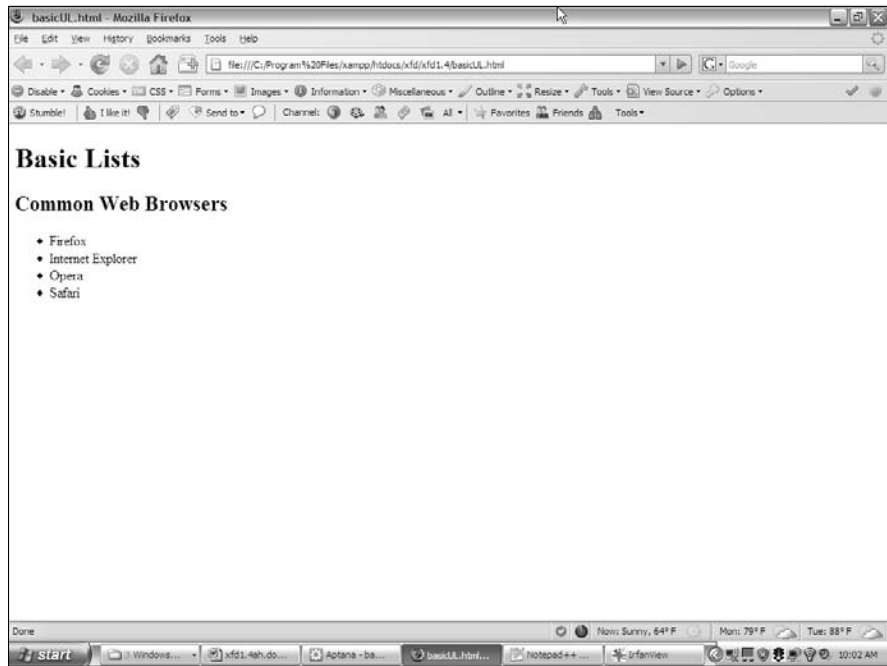 basicUL.html - Mozilla Firefox
File Edit View History Bookmarks Tools Help
file:///C:/Program%20Files/xampp/htdocs/xfd/xfd1.4/basicUL.html Google
Disable Cookies CSS Forms Images Information Miscellaneous Outline Resize Tools View Source Options
Stumble! I like it! Send to Channel: All Favorites Friends Tools
Basic Lists
Common Web Browsers
Firefox
Internet Explorer
Opera
Safari
Done Now: Sunny, 64° F Mon: 79° F Tue: 88° F
start 3 Windows... xfd1.4eh.do... Aptana - ba... basicUL.html... Notepad++ ... IrfanView 10:02 AM